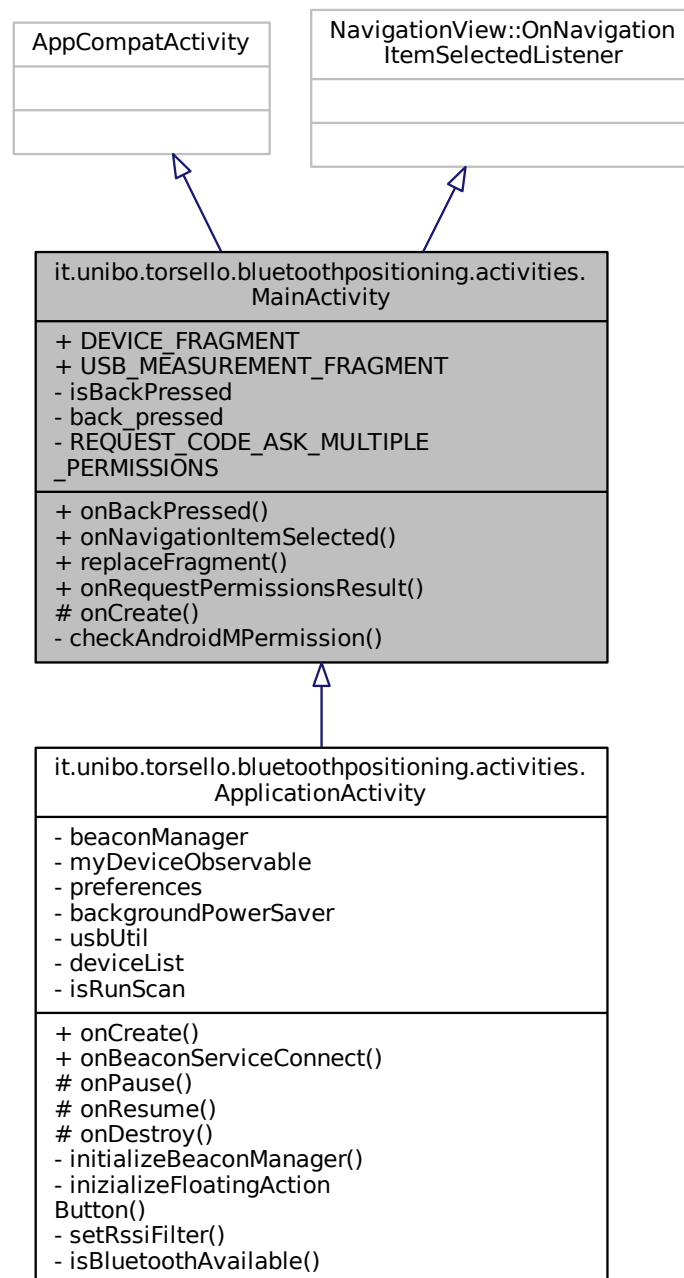 AppCompatActivity
NavigationView::OnNavigation
ItemSelectedListener
it.unibo.torsello.bluetoothpositioning.activities.
MainActivity
+ DEVICE_FRAGMENT
+ USB_MEASUREMENT_FRAGMENT
- isBackPressed
- back_pressed
- REQUEST_CODE_ASK_MULTIPLE
_PERMISSIONS
+ onBackPressed()
+ onNavigationItemSelected()
+ replaceFragment()
+ onRequestPermissionsResult()
# onCreate()
- checkAndroidMPermission()
it.unibo.torsello.bluetoothpositioning.activities.
ApplicationActivity
- beaconManager
- myDeviceObservable
- preferences
- backgroundPowerSaver
- usbUtil
- deviceList
- isRunScan
+ onCreate()
+ onBeaconServiceConnect()
# onPause()
# onResume()
# onDestroy()
- initializeBeaconManager()
- inizializeFloatingAction
Button()
- setRssiFilter()
- isBluetoothAvailable()